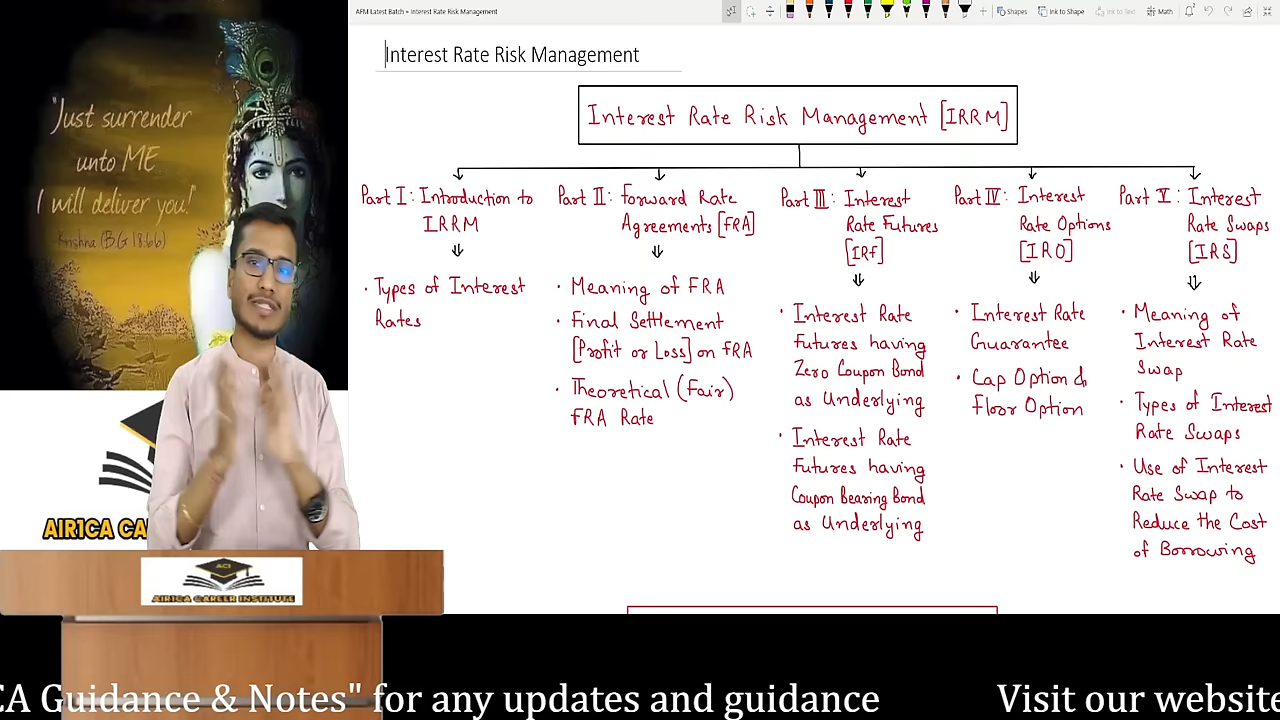 "Just surrender
unto ME
I will deliver you!"
Krishna (BG 18:66)
AIR1CA CA
ACI
AIR1CA CAREER INSTITUTE
AFM Latest Batch » Interest Rate Risk Management
Shapes
Ink to Shape
Ink to Text
Math
Interest Rate Risk Management
Interest Rate Risk Management [IRRM]
Part I: Introduction to
IRRM
· Types of Interest
Rates
Part II: Forward Rate
Agreements [FRA]
· Meaning of FRA
· Final Settlement
[Profit or Loss] on FRA
· Theoretical (Fair)
FRA Rate
Part III: Interest
Rate Futures
[IRF]
· Interest Rate
Futures having
Zero Coupon Bond
as Underlying
· Interest Rate
Futures having
Coupon Bearing Bond
as Underlying
Part IV: Interest
Rate Options
[IRO]
· Interest Rate
Guarantee
· Cap Option &
Floor Option
Part V: Interest
Rate Swaps
[IRS]
· Meaning of
Interest Rate
Swap
· Types of Interest
Rate Swaps
· Use of Interest
Rate Swap to
Reduce the Cost
of Borrowing
CA Guidance & Notes" for any updates and guidance
Visit our website